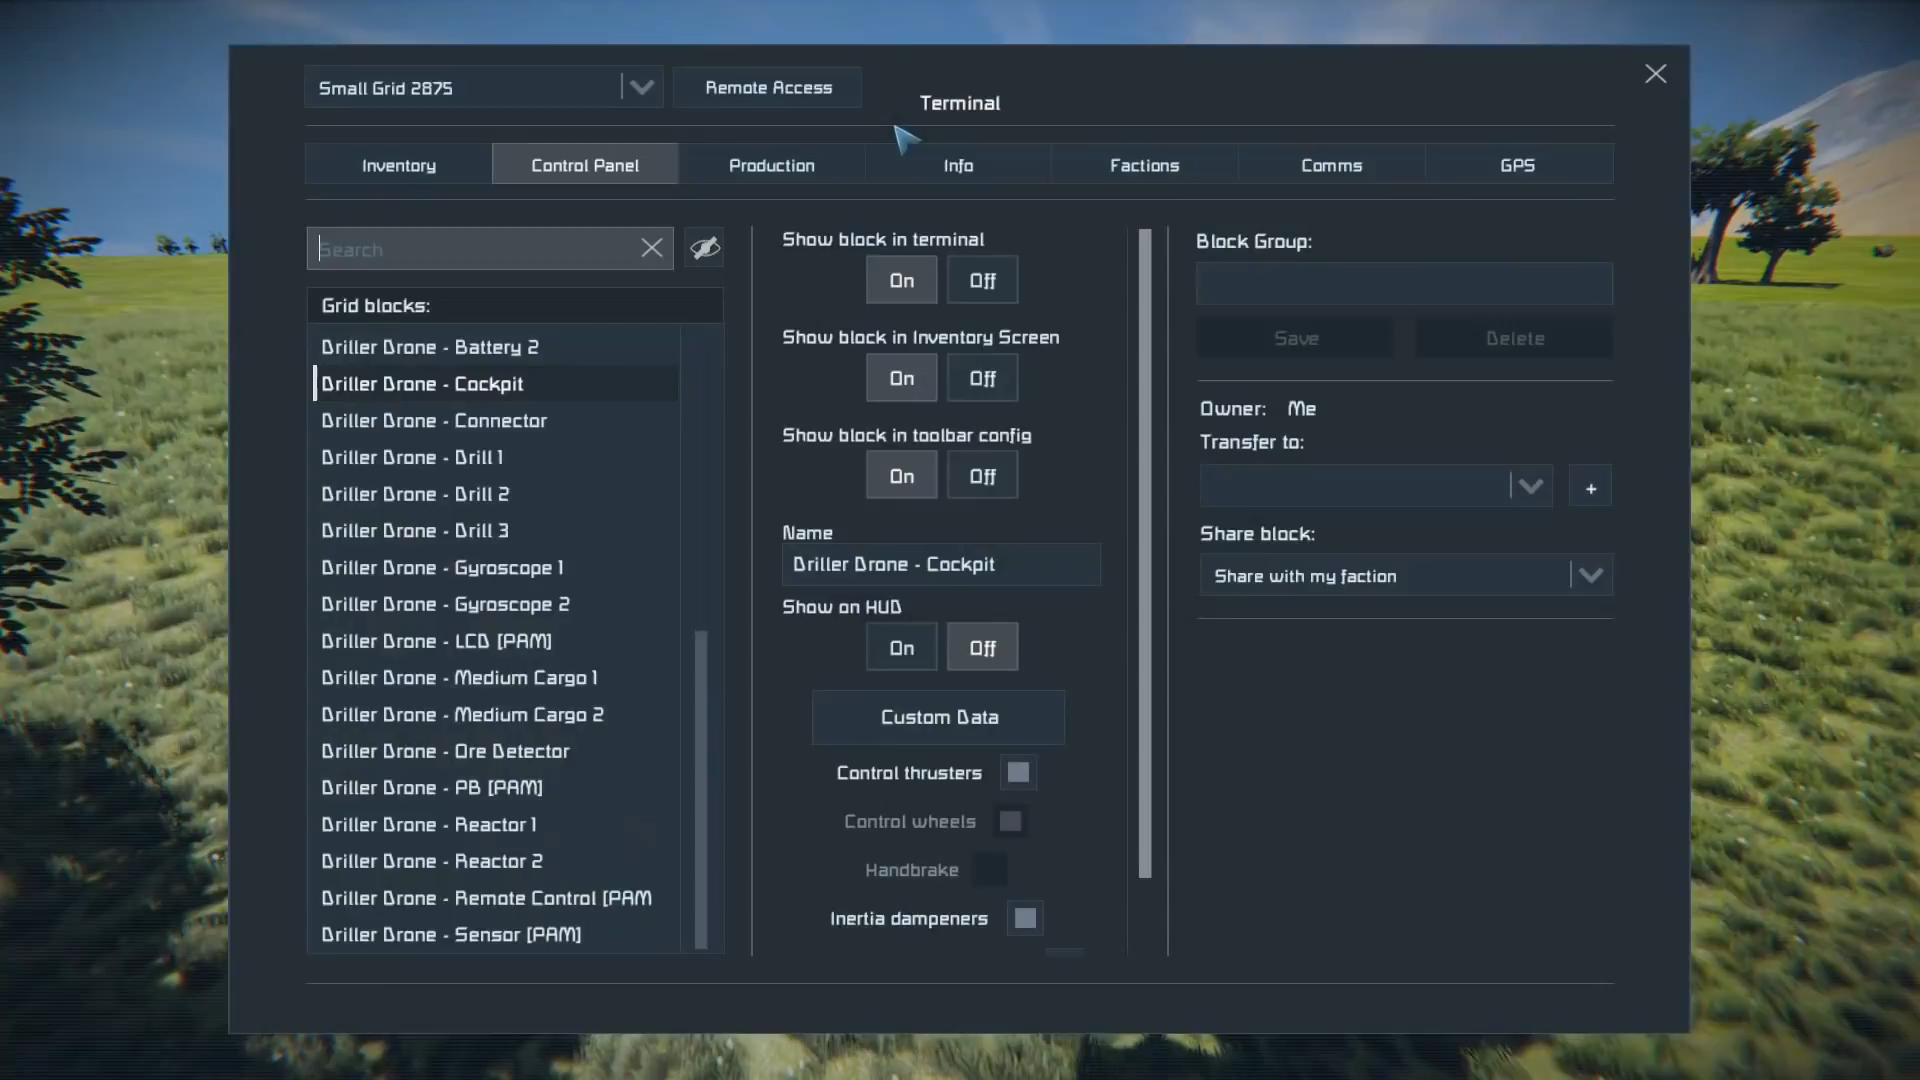 Small Grid 2875
Remote Access
Terminal
Inventory
Control Panel
Production
Info
Factions
Comms
GPS
Search
Grid blocks:
Driller Drone - Battery 2
Driller Drone - Cockpit
Driller Drone - Connector
Driller Drone - Drill 1
Driller Drone - Drill 2
Driller Drone - Drill 3
Driller Drone - Gyroscope 1
Driller Drone - Gyroscope 2
Driller Drone - LCD [PAM]
Driller Drone - Medium Cargo 1
Driller Drone - Medium Cargo 2
Driller Drone - Ore Detector
Driller Drone - PB [PAM]
Driller Drone - Reactor 1
Driller Drone - Reactor 2
Driller Drone - Remote Control [PAM
Driller Drone - Sensor [PAM]
Show block in terminal
On Off
Show block in Inventory Screen
On Off
Show block in toolbar config
On Off
Name
Driller Drone - Cockpit
Show on HUD
On Off
Custom Data
Control thrusters
Control wheels
Handbrake
Inertia dampeners
Block Group:
Save
Delete
Owner: Me
Transfer to:
+
Share block:
Share with my faction